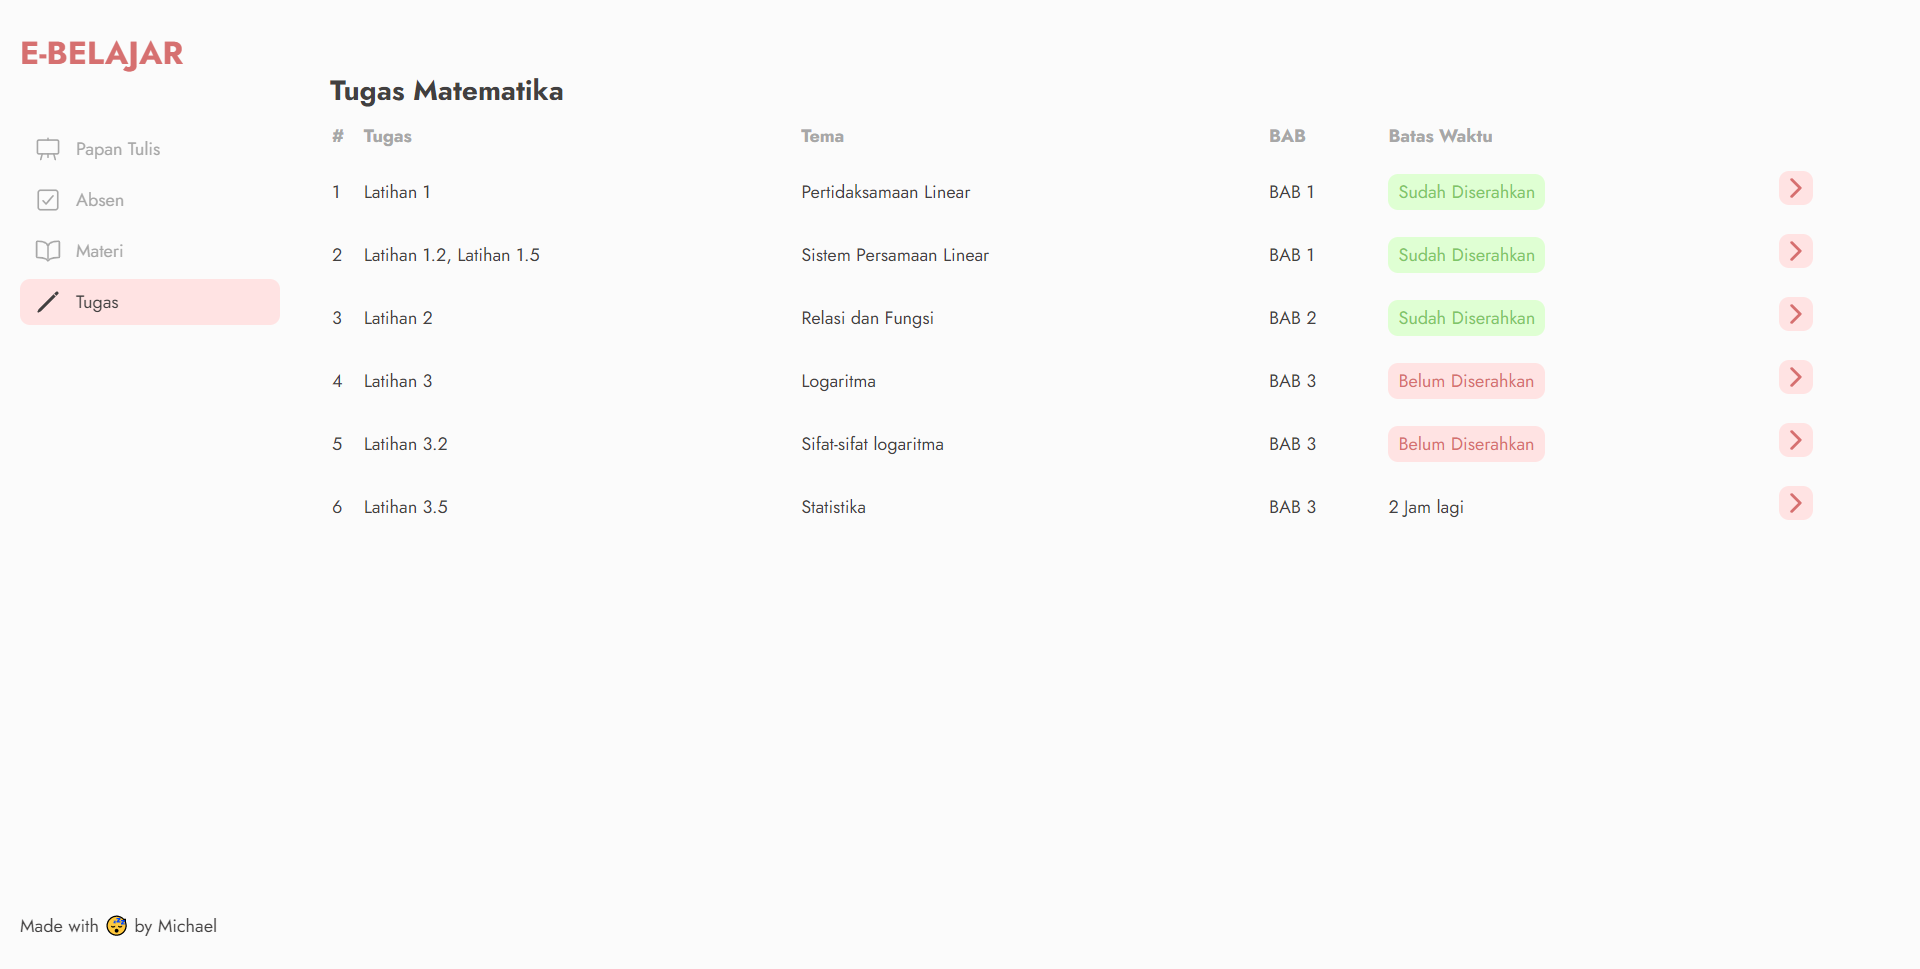 E-BELAJAR
Papan Tulis
Absen
Materi
Tugas
Tugas Matematika
# Tugas Tema BAB Batas Waktu
1 Latihan 1 Pertidaksamaan Linear BAB 1 Sudah Diserahkan
2 Latihan 1.2, Latihan 1.5 Sistem Persamaan Linear BAB 1 Sudah Diserahkan
3 Latihan 2 Relasi dan Fungsi BAB 2 Sudah Diserahkan
4 Latihan 3 Logaritma BAB 3 Belum Diserahkan
5 Latihan 3.2 Sifat-sifat logaritma BAB 3 Belum Diserahkan
6 Latihan 3.5 Statistika BAB 3 2 Jam lagi
Made with 😴 by Michael